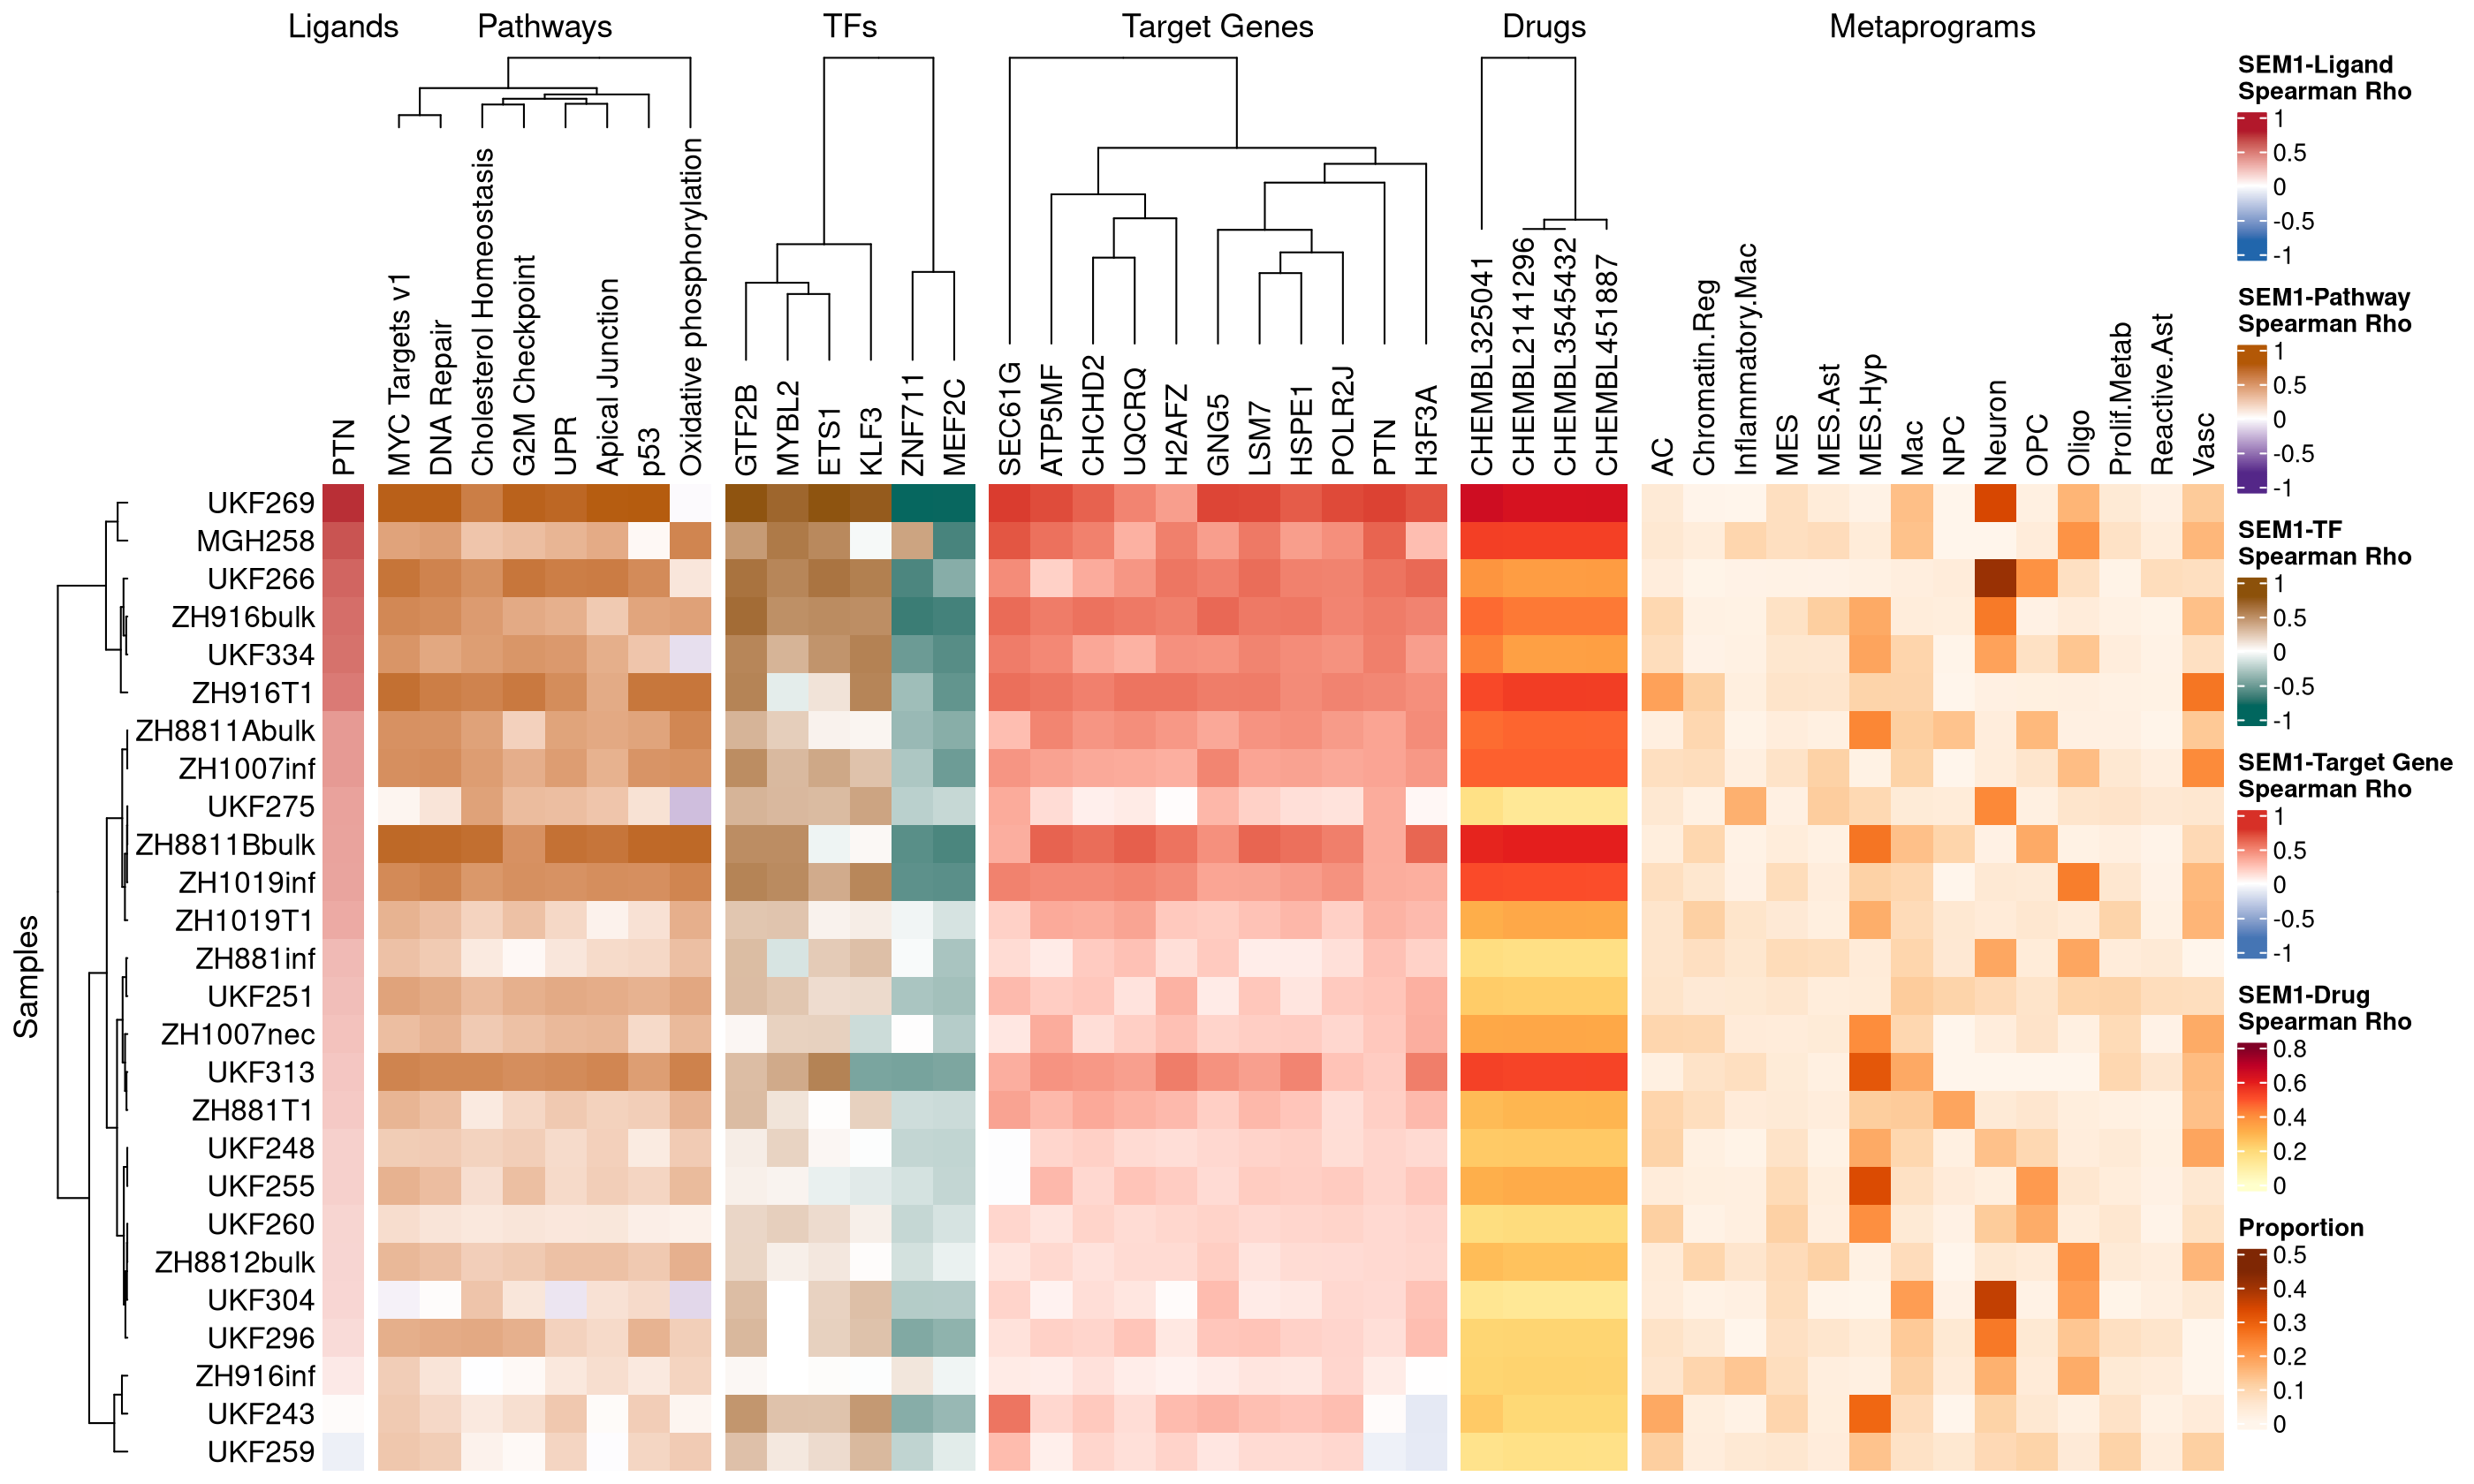 Ligands
Pathways
TFs
Target Genes
Drugs
Metaprograms
PTN
MYC Targets v1
DNA Repair
Cholesterol Homeostasis
G2M Checkpoint
UPR
Apical Junction
p53
Oxidative phosphorylation
GTF2B
MYBL2
ETS1
KLF3
ZNF711
MEF2C
SEC61G
ATP5MF
CHCHD2
UQCRQ
H2AFZ
GNG5
LSM7
HSPE1
POLR2J
PTN
H3F3A
CHEMBL325041
CHEMBL2141296
CHEMBL3545432
CHEMBL451887
AC
Chromatin.Reg
Inflammatory.Mac
MES
MES.Ast
MES.Hyp
Mac
NPC
Neuron
OPC
Oligo
Prolif.Metab
Reactive.Ast
Vasc
Samples
UKF269
MGH258
UKF266
ZH916bulk
UKF334
ZH916T1
ZH8811Abulk
ZH1007inf
UKF275
ZH8811Bbulk
ZH1019inf
ZH1019T1
ZH881inf
UKF251
ZH1007nec
UKF313
ZH881T1
UKF248
UKF255
UKF260
ZH8812bulk
UKF304
UKF296
ZH916inf
UKF243
UKF259
SEM1-Ligand
Spearman Rho
1
0.5
0
-0.5
-1
SEM1-Pathway
Spearman Rho
1
0.5
0
-0.5
-1
SEM1-TF
Spearman Rho
1
0.5
0
-0.5
-1
SEM1-Target Gene
Spearman Rho
1
0.5
0
-0.5
-1
SEM1-Drug
Spearman Rho
0.8
0.6
0.4
0.2
0
Proportion
0.5
0.4
0.3
0.2
0.1
0